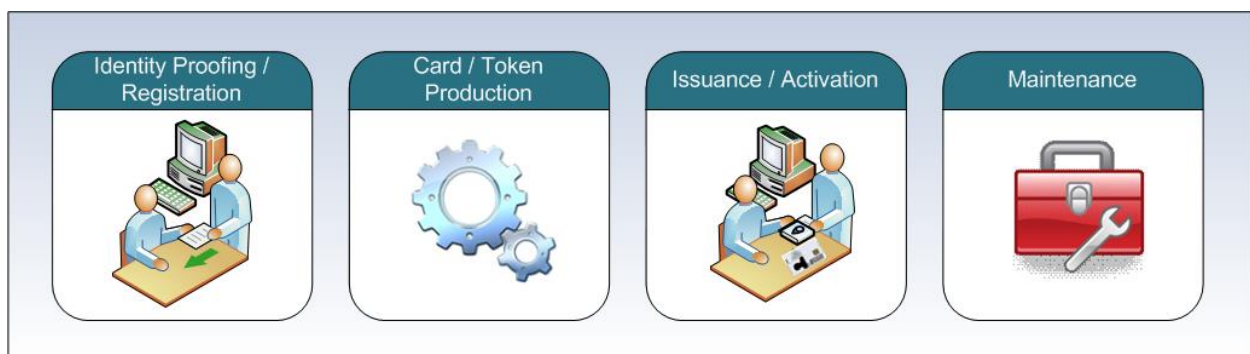 Identity Proofing /
Registration
Card / Token
Production
Issuance / Activation
Maintenance